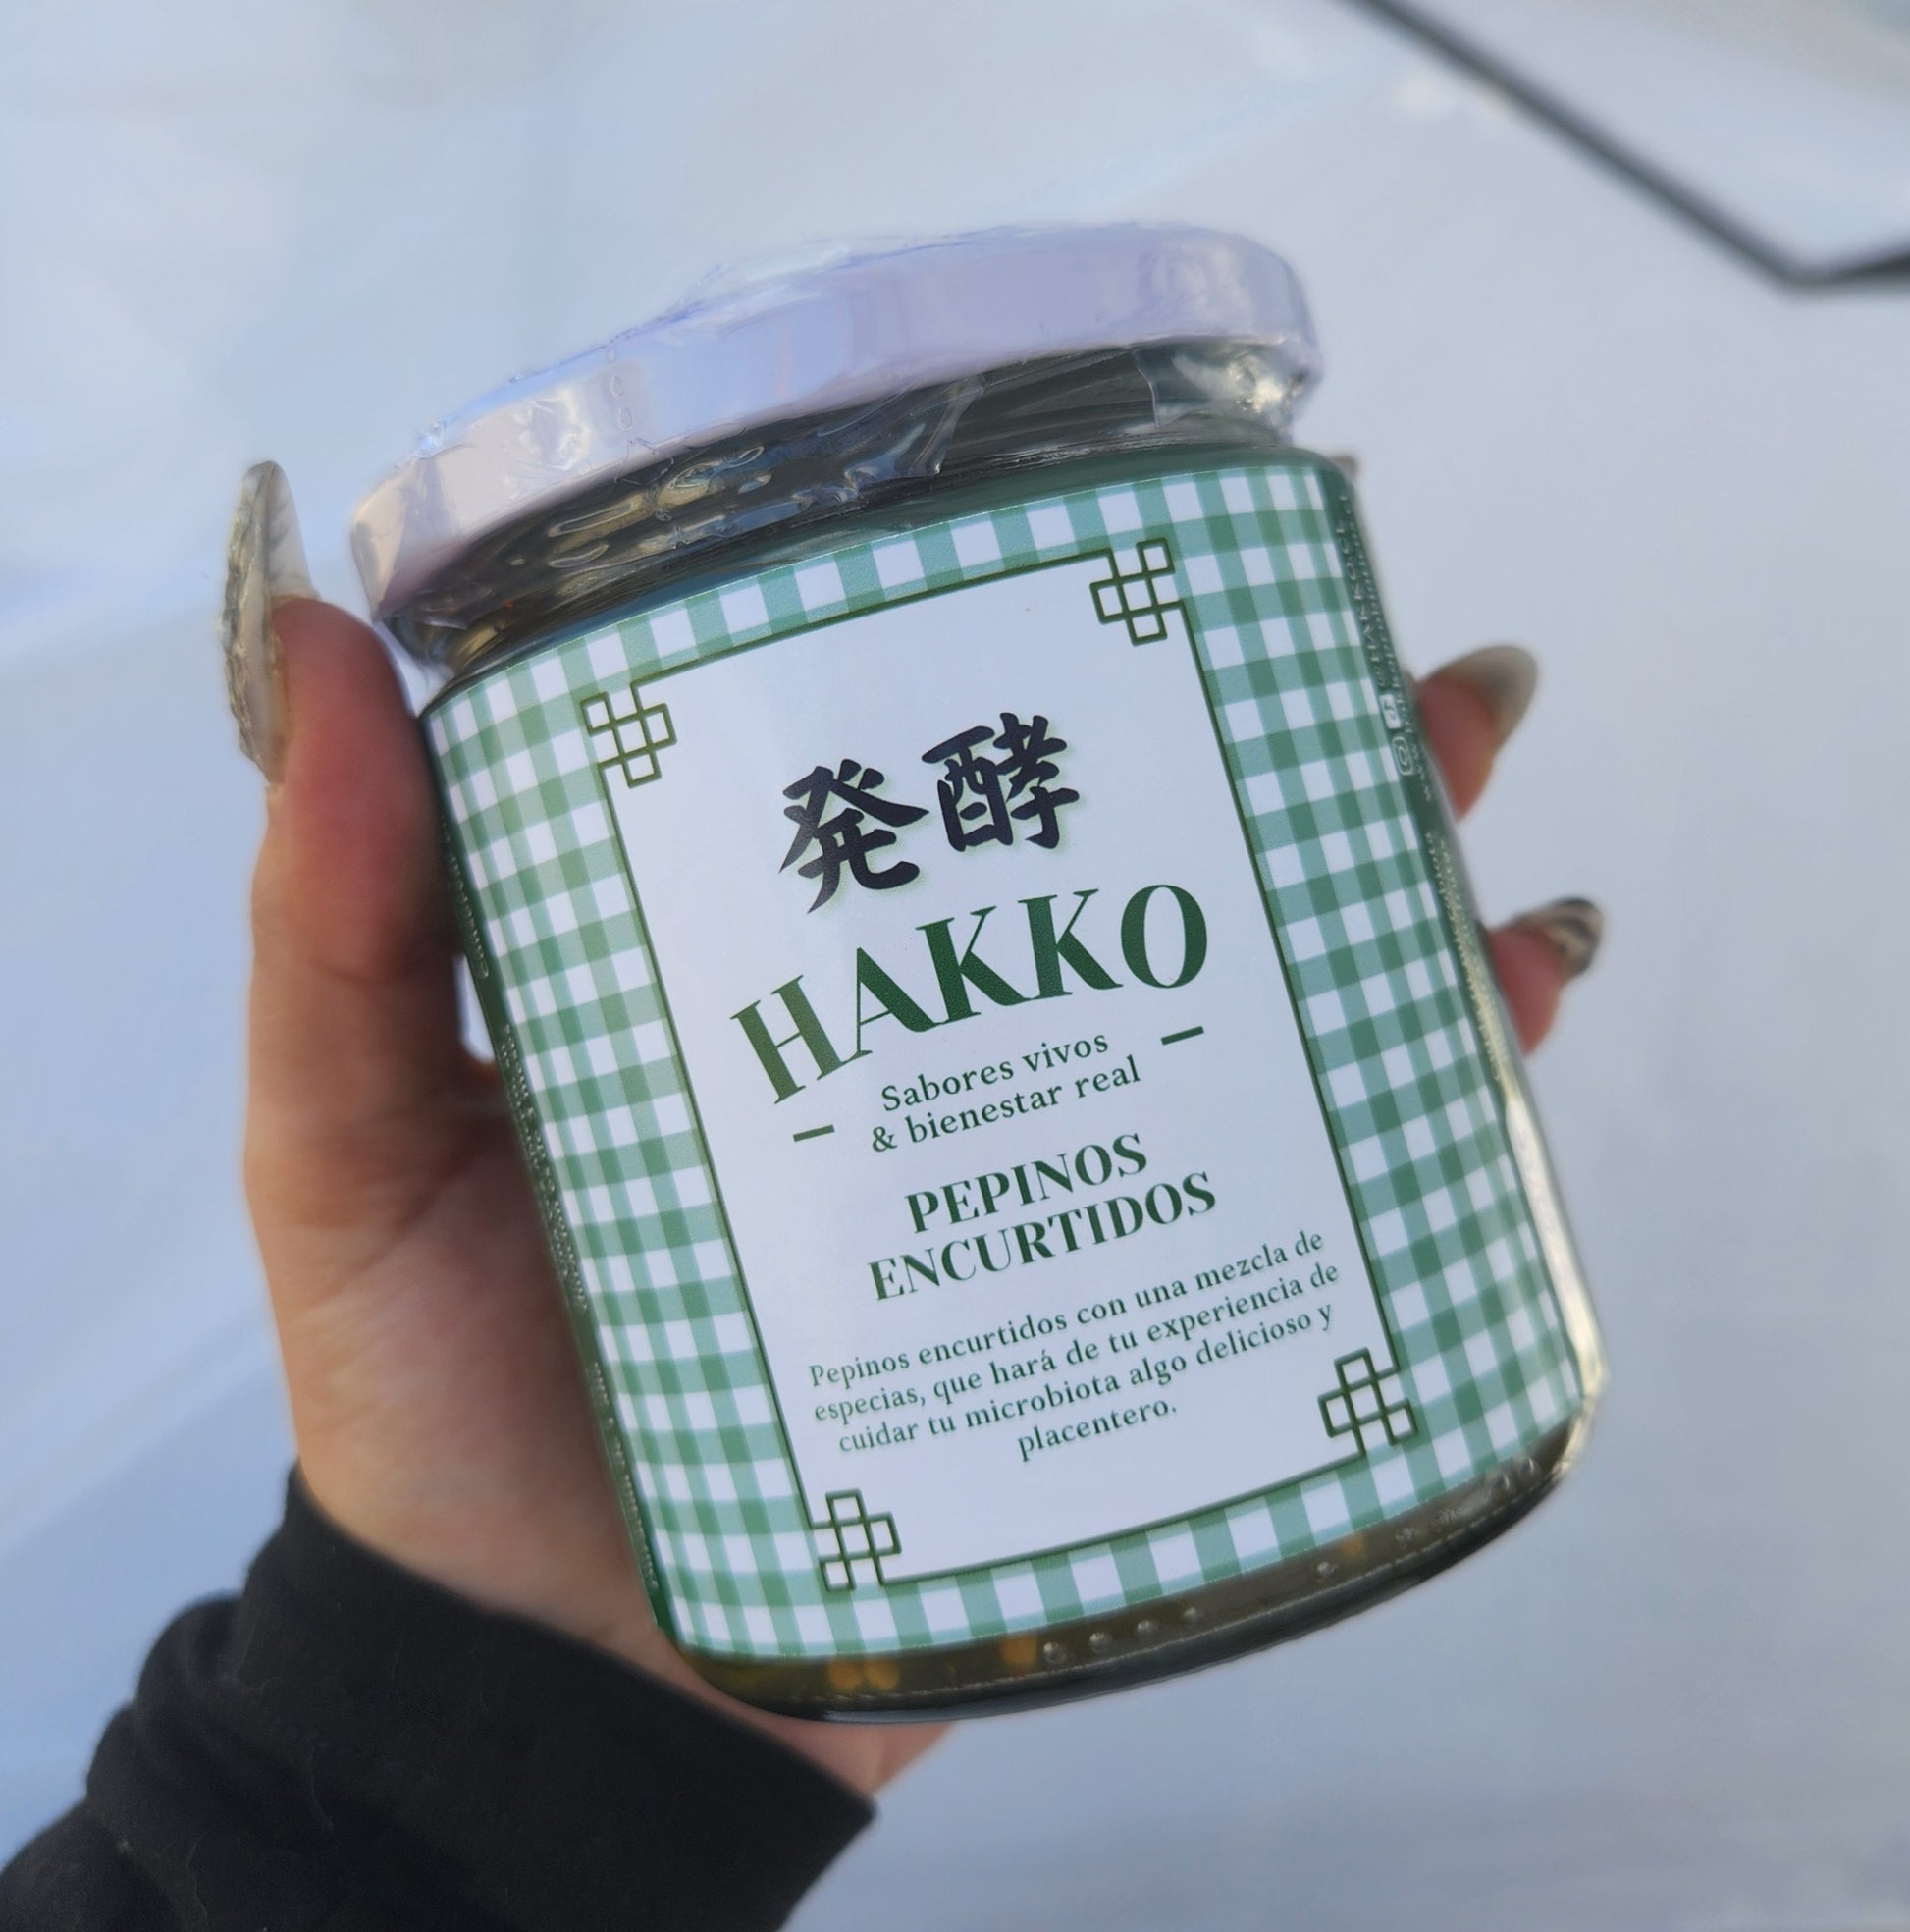 発酵
HAKKO
Sabores vivos
& bienestar real
PEPINOS
ENCURTIDOS
Pepinos encurtidos con una mezcla de
especias, que hará de tu experiencia de
cuidar tu microbiota algo delicioso y
placentero.